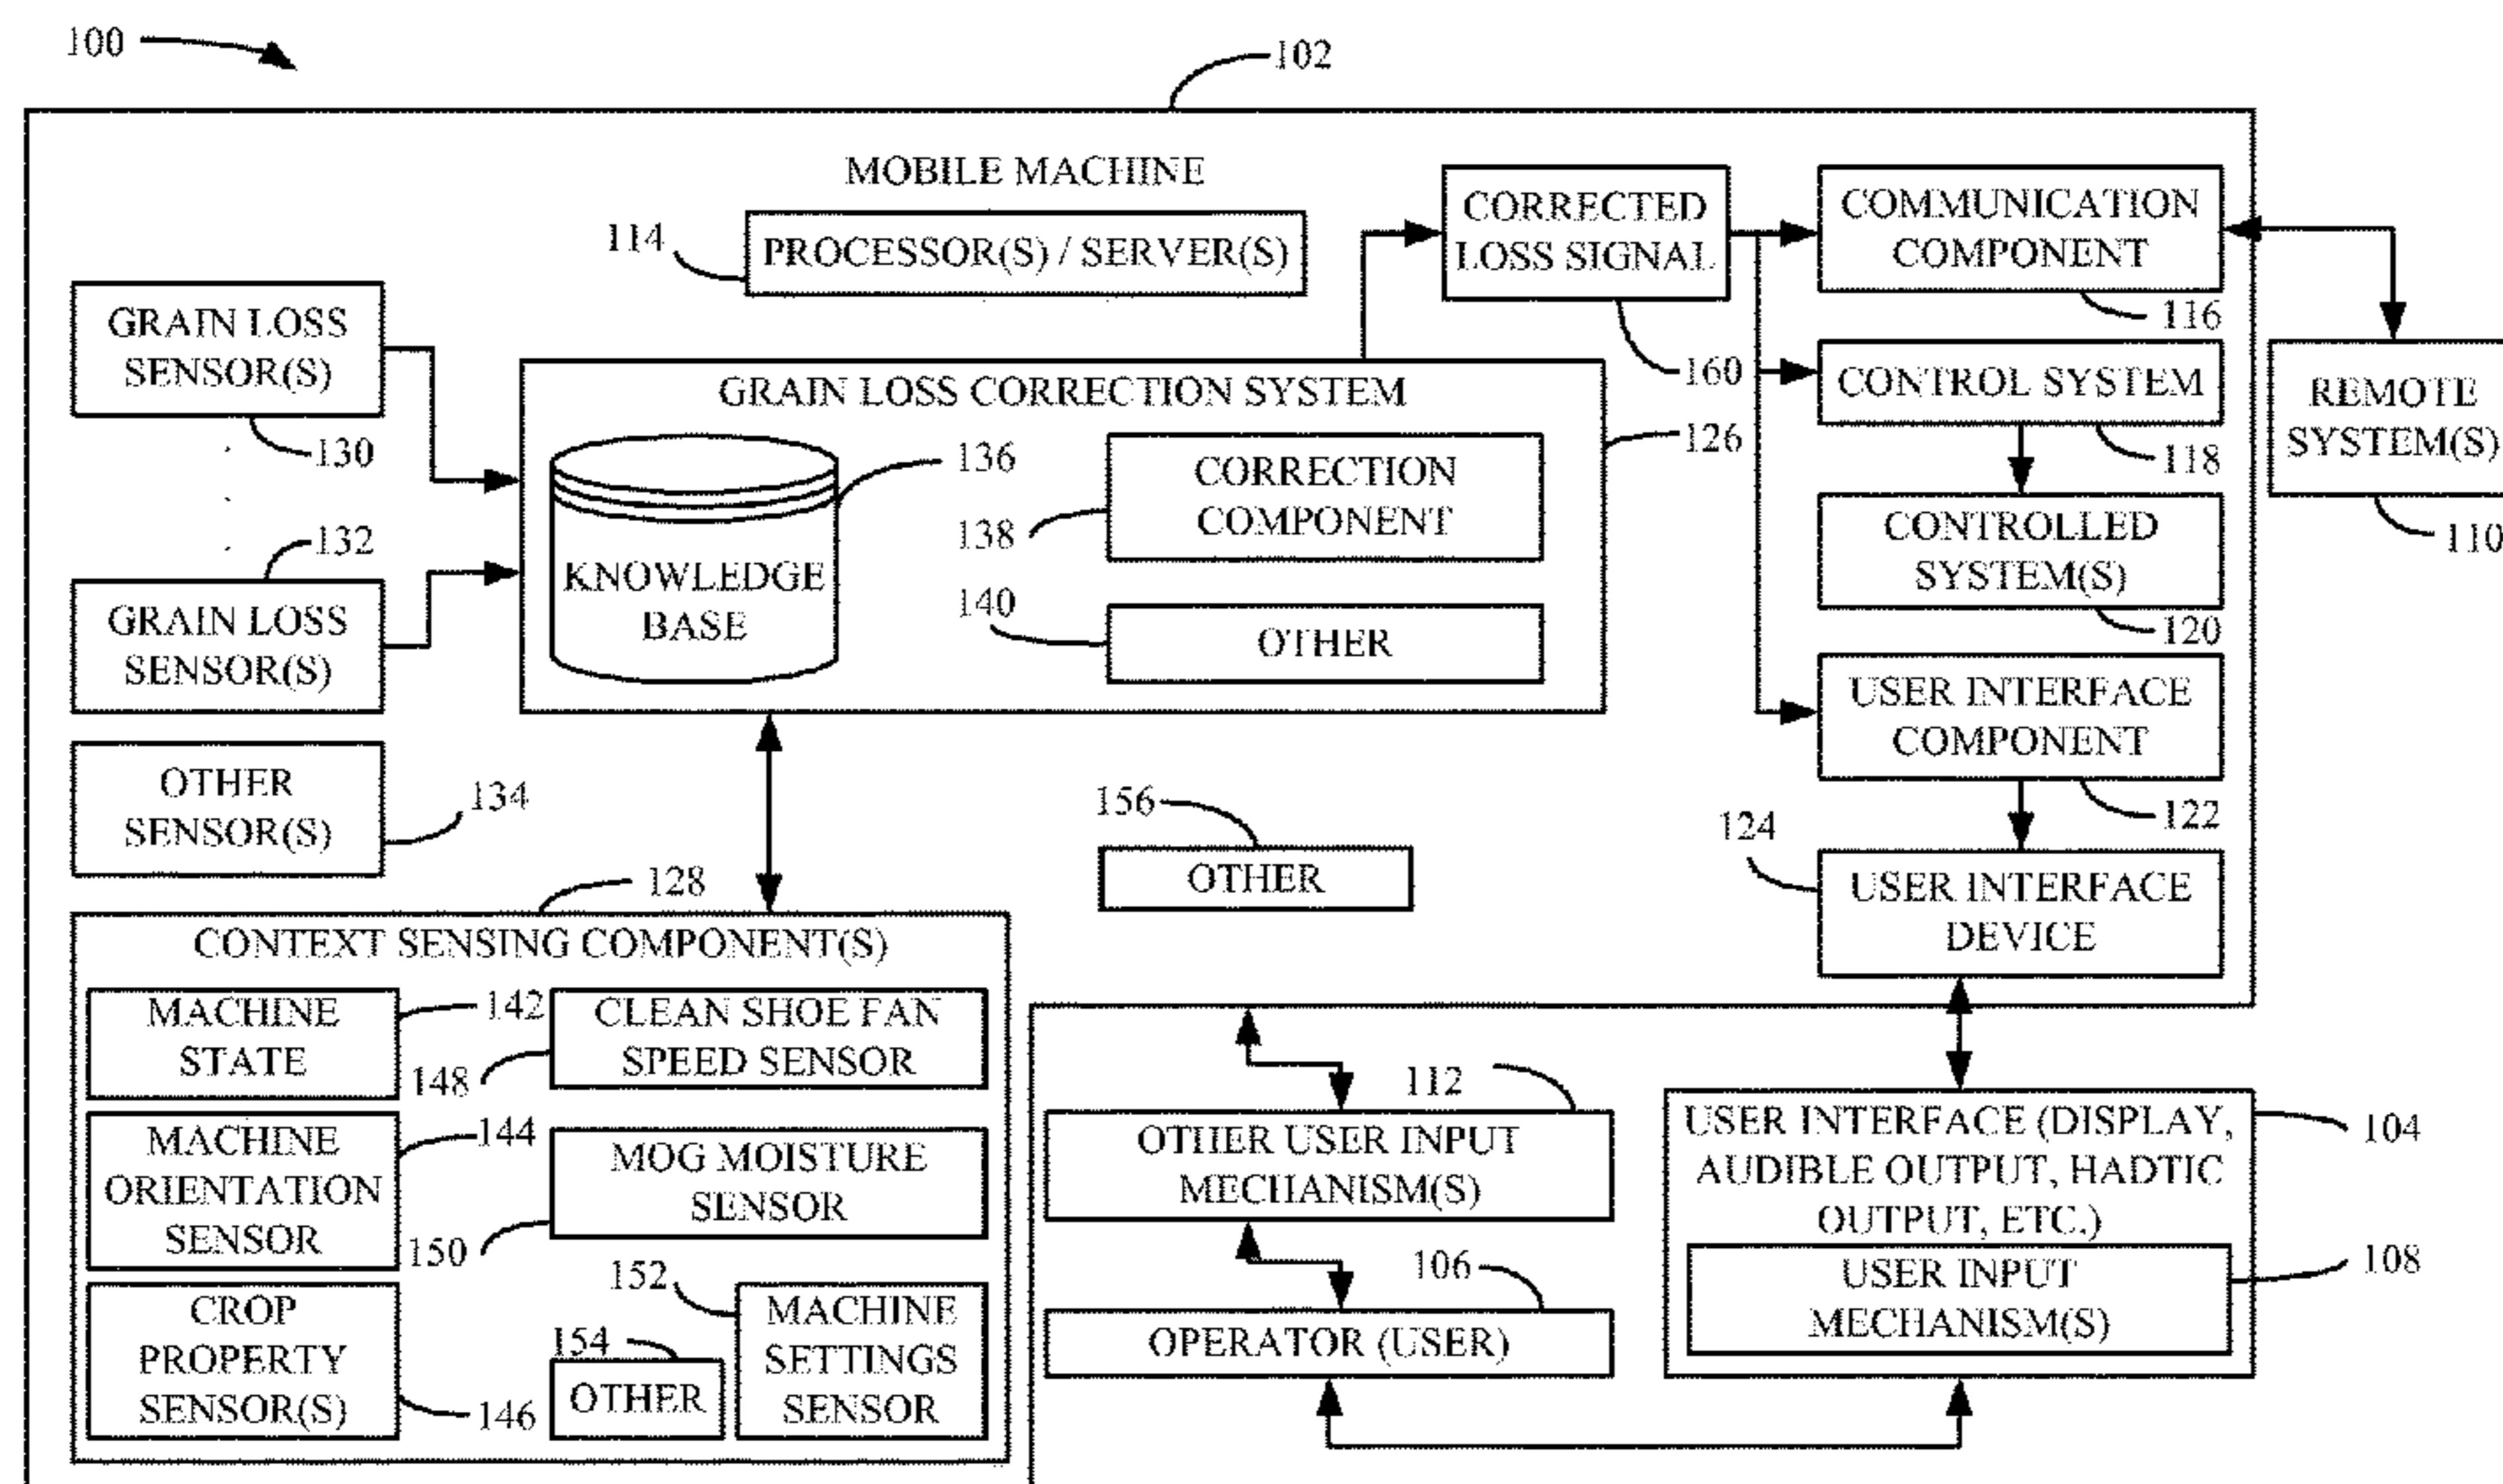 100
102
MOBILE MACHINE
114
PROCESSOR(S) / SERVER(S)
CORRECTED
LOSS SIGNAL
160
COMMUNICATION
COMPONENT
116
GRAIN LOSS
SENSOR(S)
130
132
GRAIN LOSS
SENSOR(S)
OTHER
SENSOR(S)
134
GRAIN LOSS CORRECTION SYSTEM
126
136
KNOWLEDGE
BASE
138
CORRECTION
COMPONENT
140
OTHER
CONTROL SYSTEM
118
CONTROLLED
SYSTEM(S)
120
USER INTERFACE
COMPONENT
122
124
USER INTERFACE
DEVICE
REMOTE
SYSTEM(S)
110
156
OTHER
128
CONTEXT SENSING COMPONENT(S)
MACHINE
STATE
142
148
CLEAN SHOE FAN
SPEED SENSOR
MACHINE
ORIENTATION
SENSOR
144
150
MOG MOISTURE
SENSOR
CROP
PROPERTY
SENSOR(S)
146
152
MACHINE
SETTINGS
SENSOR
154
OTHER
112
OTHER USER INPUT
MECHANISM(S)
106
OPERATOR (USER)
USER INTERFACE (DISPLAY,
AUDIBLE OUTPUT, HADTIC
OUTPUT, ETC.)
104
USER INPUT
MECHANISM(S)
108